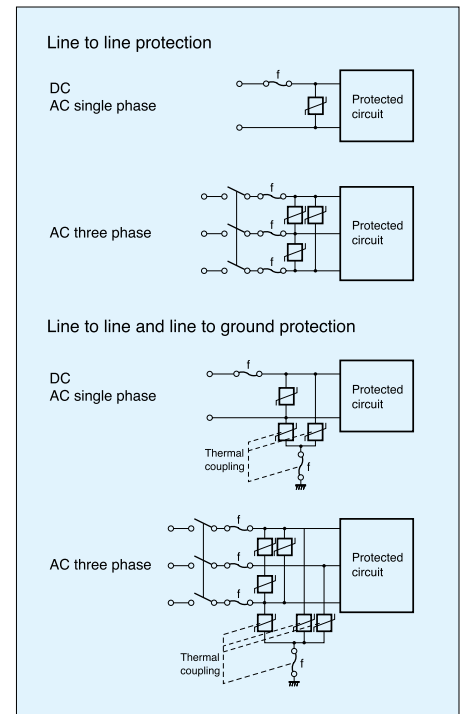 Line to line protection
f
DC
AC single phase
Protected
circuit
f
AC three phase
f
f
Protected
circuit
Line to line and line to ground protection
f
DC
AC single phase
Protected
circuit
Thermal
coupling
f
f
AC three phase
f
f
Protected
circuit
Thermal
coupling
f